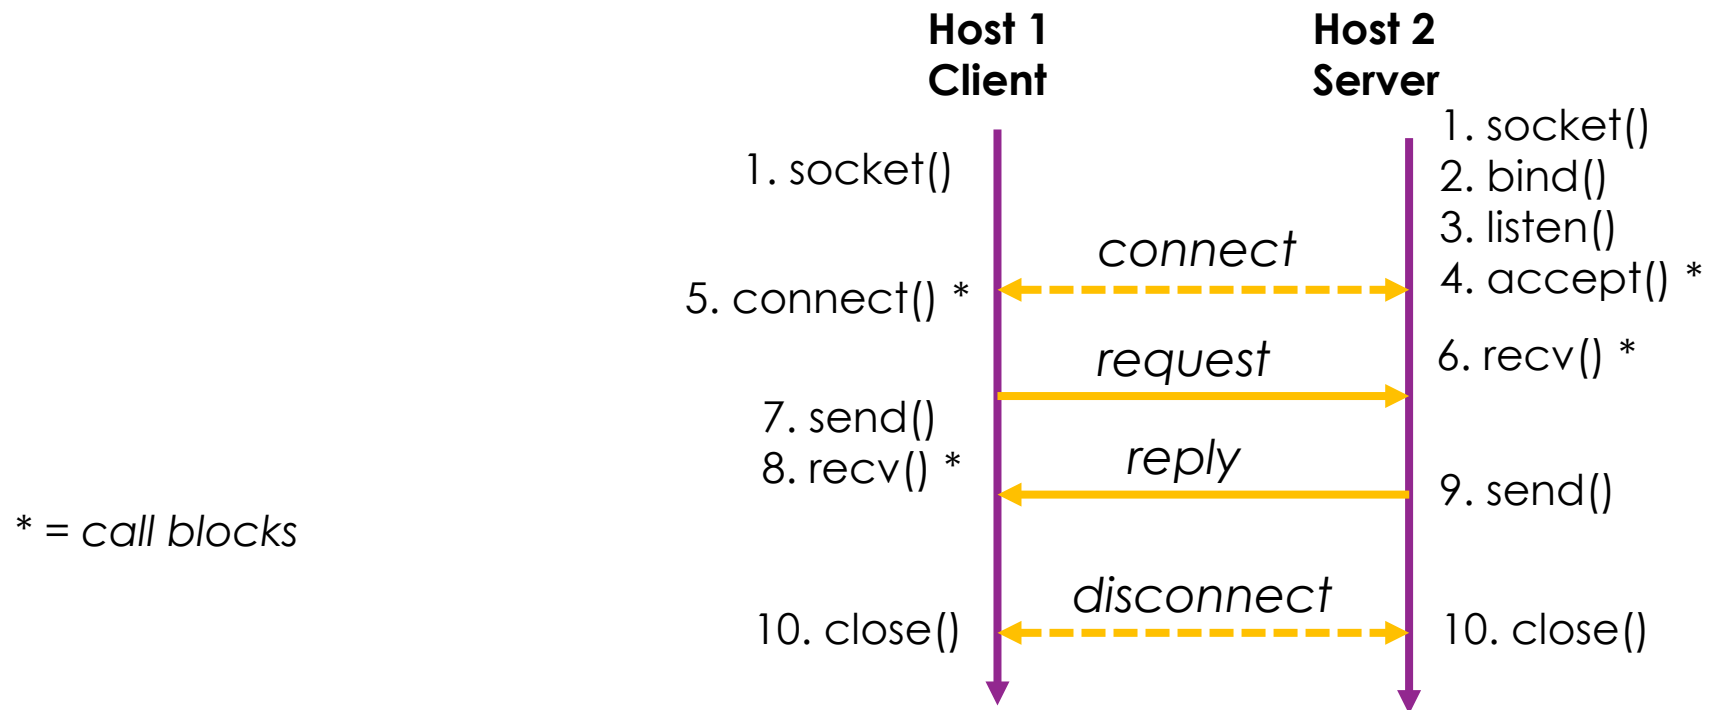 Host 1
Client
Host 2
Server
1. socket()
1. socket()
2. bind()
3. listen()
connect
5. connect() *
4. accept() *
request
6. recv() *
7. send()
8. recv() *
reply
9. send()
* = call blocks
disconnect
10. close()
10. close()